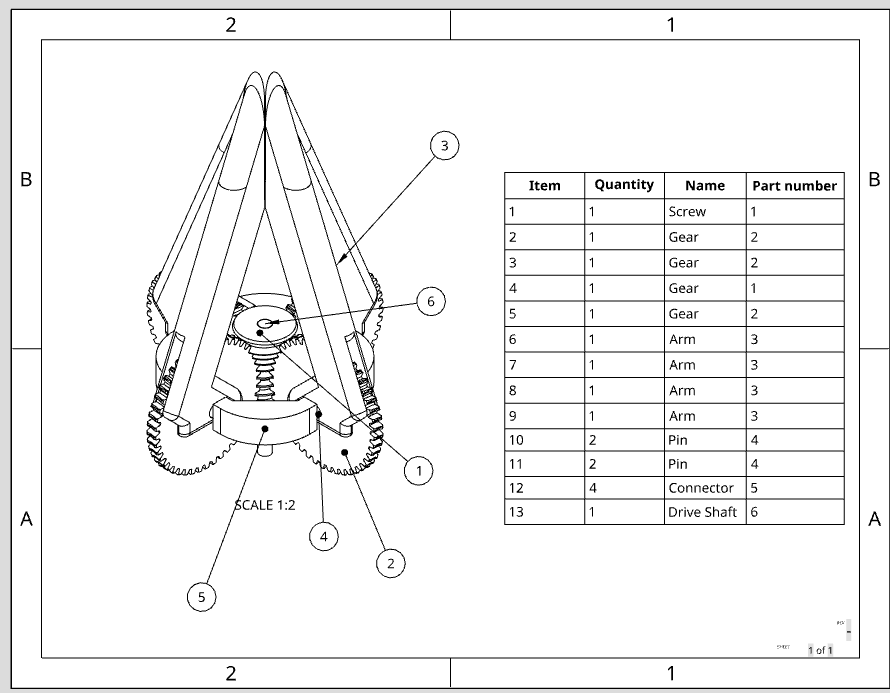 2 1
B B
3
Item Quantity Name Part number
1 1 Screw 1
2 1 Gear 2
3 1 Gear 2
4 1 Gear 1
5 1 Gear 2
6 1 Arm 3
7 1 Arm 3
8 1 Arm 3
9 1 Arm 3
10 2 Pin 4
11 2 Pin 4
12 4 Connector 5
13 1 Drive Shaft 6
6
1
SCALE 1:2
A A
4
2
5
REV
-
SHEET 1 of 1
2 1